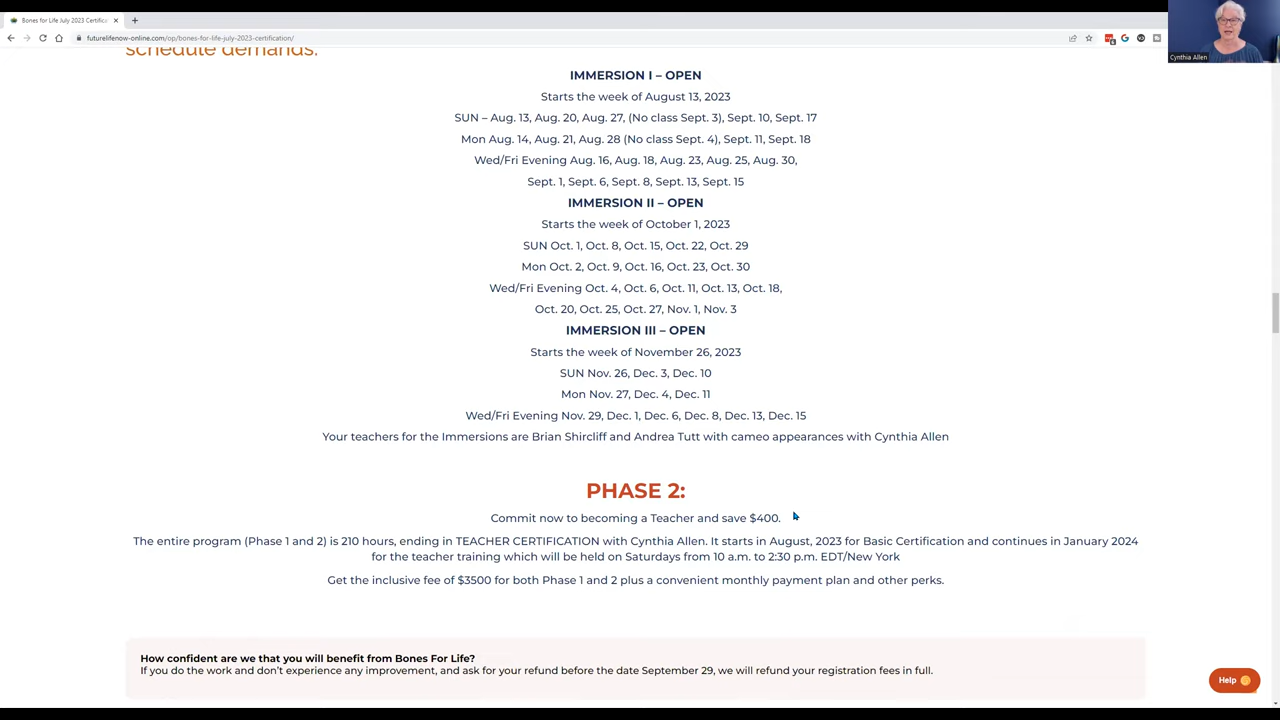 Bones for Life July 2023 Certific
futurelifenow-online.com/op/bones-for-life-july-2023-certification/
Cynthia Allen
schedule demands.
IMMERSION I – OPEN
Starts the week of August 13, 2023
SUN – Aug. 13, Aug. 20, Aug. 27, (No class Sept. 3), Sept. 10, Sept. 17
Mon Aug. 14, Aug. 21, Aug. 28 (No class Sept. 4), Sept. 11, Sept. 18
Wed/Fri Evening Aug. 16, Aug. 18, Aug. 23, Aug. 25, Aug. 30,
Sept. 1, Sept. 6, Sept. 8, Sept. 13, Sept. 15
IMMERSION II – OPEN
Starts the week of October 1, 2023
SUN Oct. 1, Oct. 8, Oct. 15, Oct. 22, Oct. 29
Mon Oct. 2, Oct. 9, Oct. 16, Oct. 23, Oct. 30
Wed/Fri Evening Oct. 4, Oct. 6, Oct. 11, Oct. 13, Oct. 18,
Oct. 20, Oct. 25, Oct. 27, Nov. 1, Nov. 3
IMMERSION III – OPEN
Starts the week of November 26, 2023
SUN Nov. 26, Dec. 3, Dec. 10
Mon Nov. 27, Dec. 4, Dec. 11
Wed/Fri Evening Nov. 29, Dec. 1, Dec. 6, Dec. 8, Dec. 13, Dec. 15
Your teachers for the Immersions are Brian Shircliff and Andrea Tutt with cameo appearances with Cynthia Allen
PHASE 2:
Commit now to becoming a Teacher and save $400.
The entire program (Phase 1 and 2) is 210 hours, ending in TEACHER CERTIFICATION with Cynthia Allen. It starts in August, 2023 for Basic Certification and continues in January 2024
for the teacher training which will be held on Saturdays from 10 a.m. to 2:30 p.m. EDT/New York
Get the inclusive fee of $3500 for both Phase 1 and 2 plus a convenient monthly payment plan and other perks.
How confident are we that you will benefit from Bones For Life?
If you do the work and don't experience any improvement, and ask for your refund before the date September 29, we will refund your registration fees in full.
Help